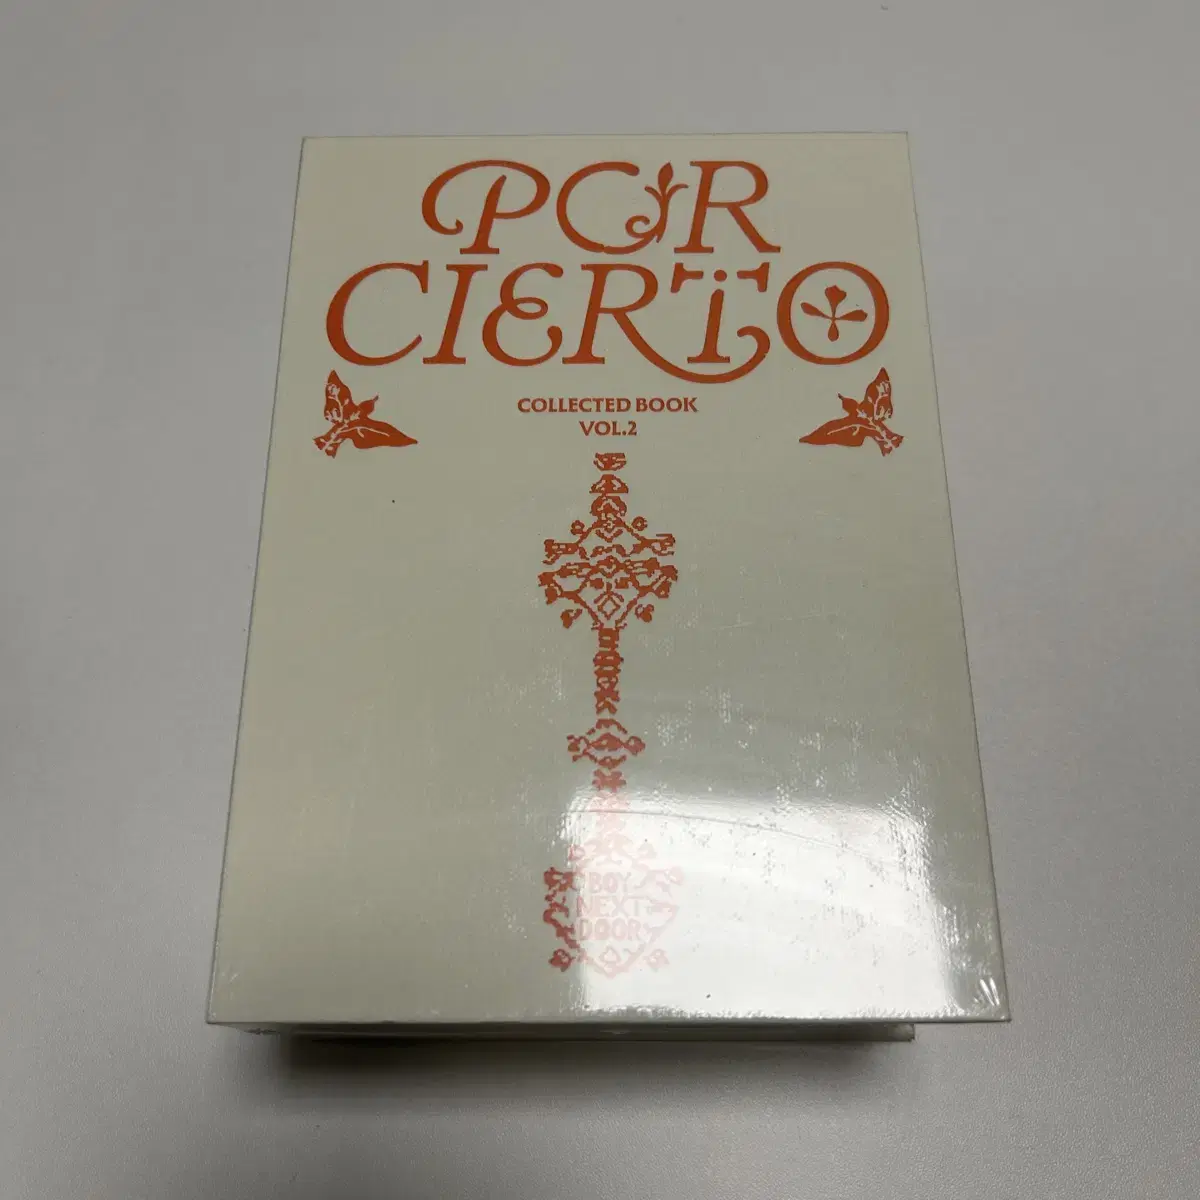 POR
CIERTO
COLLECTED BOOK
VOL.2
BOY
NEXT
DOOR